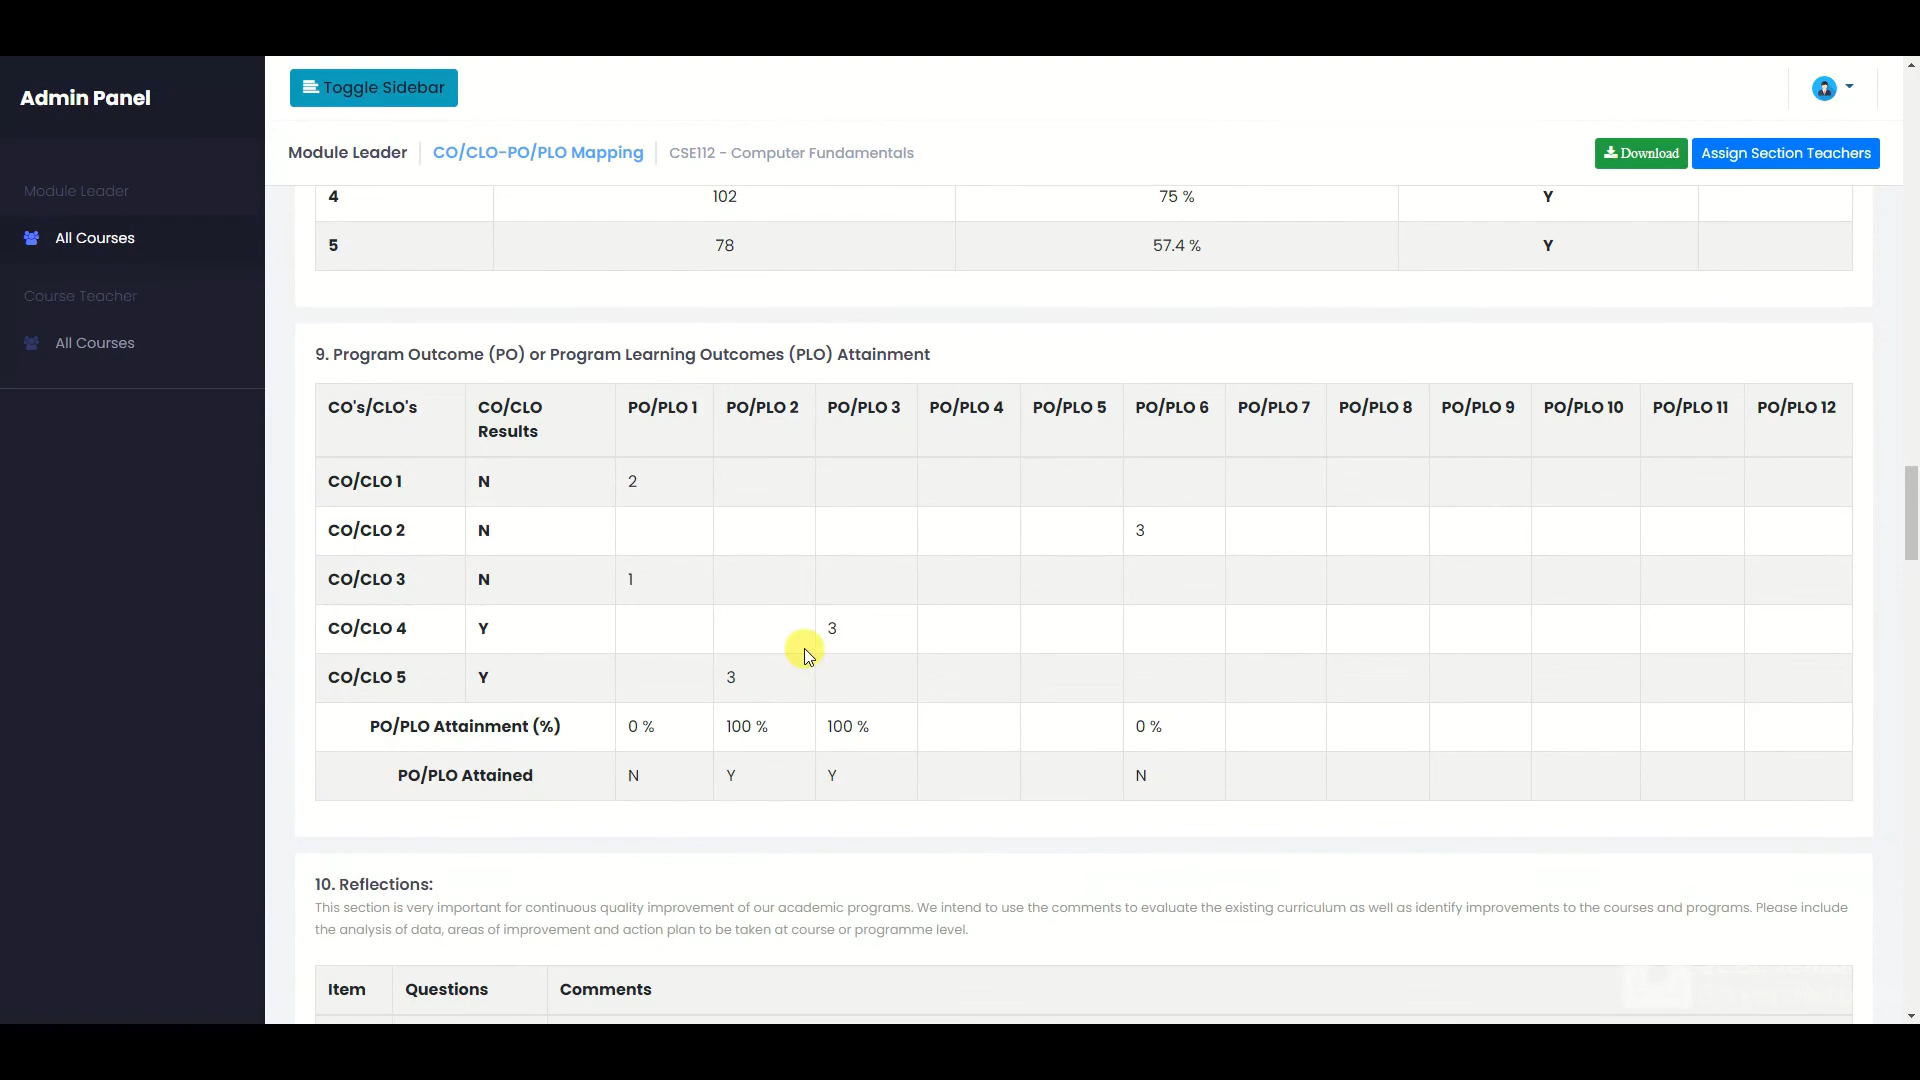 Admin Panel
Toggle Sidebar
Module Leader CO/CLO-PO/PLO Mapping CSE112 - Computer Fundamentals Download Assign Section Teachers
Module Leader
All Courses
Course Teacher
All Courses
4 102 75 % Y
5 78 57.4 % Y
9. Program Outcome (PO) or Program Learning Outcomes (PLO) Attainment
CO's/CLO's CO/CLO Results PO/PLO 1 PO/PLO 2 PO/PLO 3 PO/PLO 4 PO/PLO 5 PO/PLO 6 PO/PLO 7 PO/PLO 8 PO/PLO 9 PO/PLO 10 PO/PLO 11 PO/PLO 12
CO/CLO 1 N 2
CO/CLO 2 N 3
CO/CLO 3 N 1
CO/CLO 4 Y 3
CO/CLO 5 Y 3
PO/PLO Attainment (%) 0 % 100 % 100 % 0 %
PO/PLO Attained N Y Y N
10. Reflections:
This section is very important for continuous quality improvement of our academic programs. We intend to use the comments to evaluate the existing curriculum as well as identify improvements to the courses and programs. Please include
the analysis of data, areas of improvement and action plan to be taken at course or programme level.
Item Questions Comments